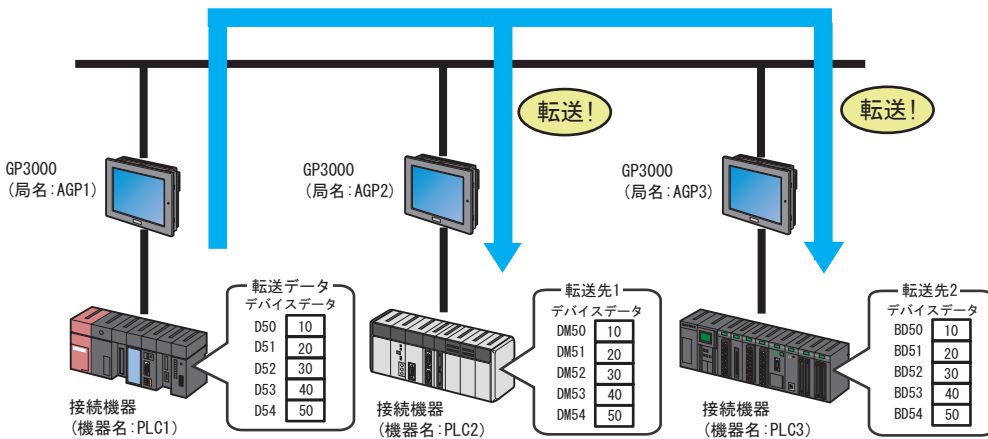 転送!
転送!
GP3000
(局名:AGP1)
GP3000
(局名:AGP2)
GP3000
(局名:AGP3)
転送データ
デバイスデータ
D50 10
D51 20
D52 30
D53 40
D54 50
接続機器
(機器名:PLC1)
転送先1
デバイスデータ
DM50 10
DM51 20
DM52 30
DM53 40
DM54 50
接続機器
(機器名:PLC2)
転送先2
デバイスデータ
BD50 10
BD51 20
BD52 30
BD53 40
BD54 50
接続機器
(機器名:PLC3)